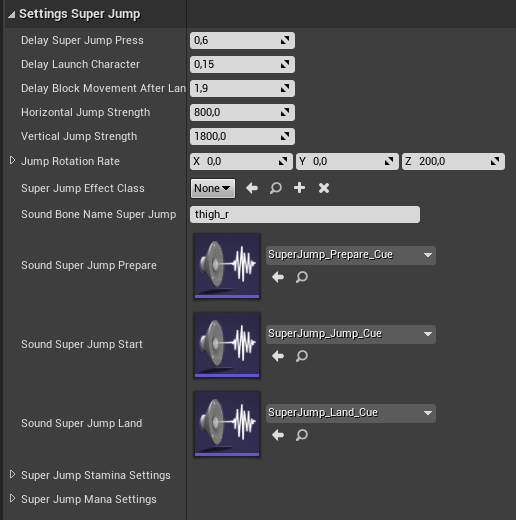 Settings Super Jump
Delay Super Jump Press 0,6
Delay Launch Character 0,15
Delay Block Movement After Lan 1,9
Horizontal Jump Strength 800,0
Vertical Jump Strength 1800,0
Jump Rotation Rate X 0,0 Y 0,0 Z 200,0
Super Jump Effect Class None
Sound Bone Name Super Jump thigh_r
Sound Super Jump Prepare SuperJump_Prepare_Cue
Sound Super Jump Start SuperJump_Jump_Cue
Sound Super Jump Land SuperJump_Land_Cue
Super Jump Stamina Settings
Super Jump Mana Settings